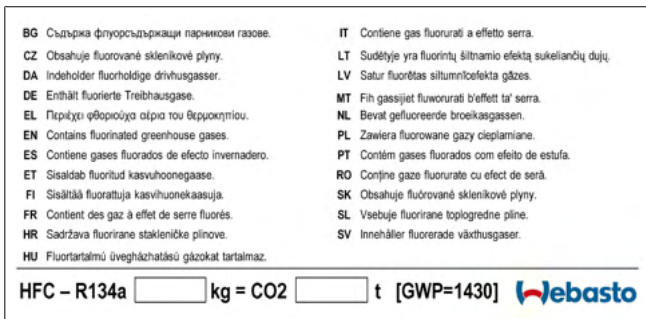 BG Съдържа флуорсъдържащи парникови газове.
CZ Obsahuje fluorované skleníkové plyny.
DA Indeholder fluorholdige drivhusgasser.
DE Enthält fluorierte Treibhausgase.
EL Περιέχει φθοριούχα αέρια του θερμοκηπίου.
EN Contains fluorinated greenhouse gases.
ES Contiene gases fluorados de efecto invernadero.
ET Sisaldab fluoritud kasvuhoonegaase.
FI Sisältää fluorattuja kasvihuonekaasuja.
FR Contient des gaz à effet de serre fluorés.
HR Sadržava fluorirane stakleničke plinove.
HU Fluortartalmú üvegházhatású gázokat tartalmaz.
IT Contiene gas fluorurati a effetto serra.
LT Sudėtyje yra fluorintų šiltnamio efektą sukeliančių dujų.
LV Satur fluorētas siltumnīcefekta gāzes.
MT Fih gassijiet fluworurati b'effett ta' serra.
NL Bevat gefluoreerde broeikasgassen.
PL Zawiera fluorowane gazy cieplarniane.
PT Contém gases fluorados com efeito de estufa.
RO Conține gaze fluorurate cu efect de seră.
SK Obsahuje fluórované skleníkové plyny.
SL Vsebuje fluorirane toplogredne pline.
SV Innehåller fluorerade växthusgaser.
HFC – R134a kg = CO2 t [GWP=1430] Webasto